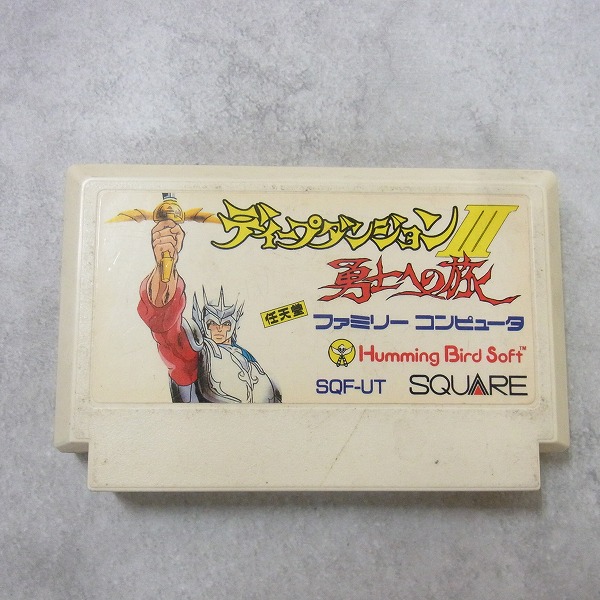 ディープダンジョンIII
勇士への旅
任天堂 ファミリーコンピュータ
Humming Bird Soft™
SQF-UT SQUARE